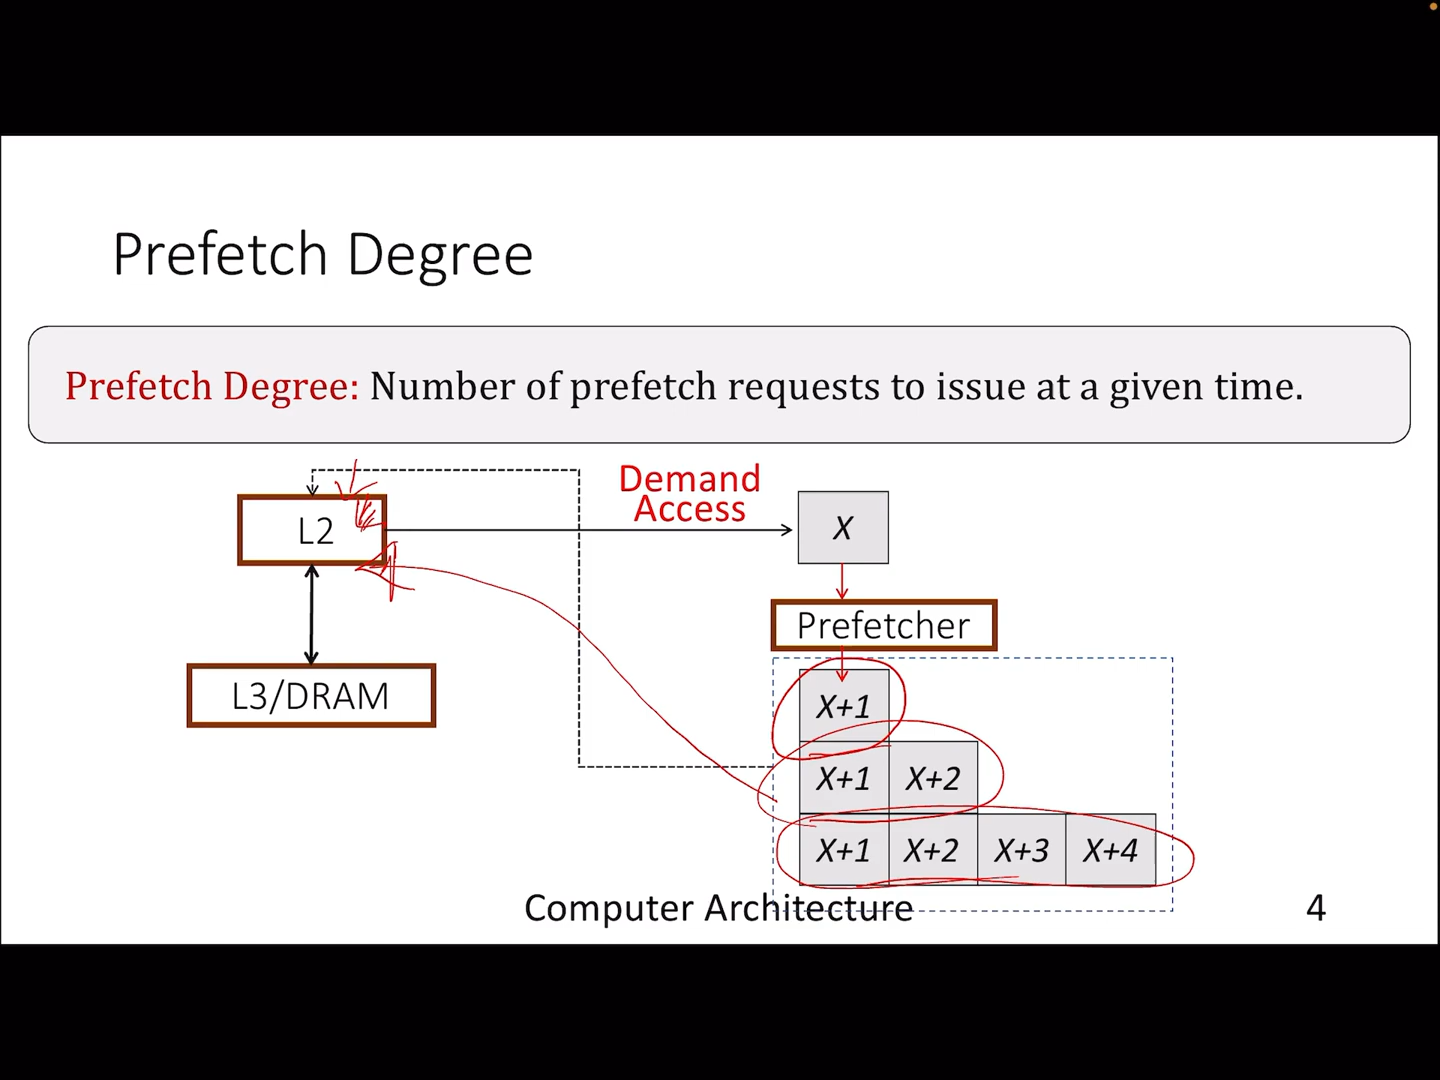 Prefetch Degree
Prefetch Degree: Number of prefetch requests to issue at a given time.
Demand
Access
L2
X
Prefetcher
L3/DRAM
X+1
X+1 X+2
X+1 X+2 X+3 X+4
Computer Architecture
4